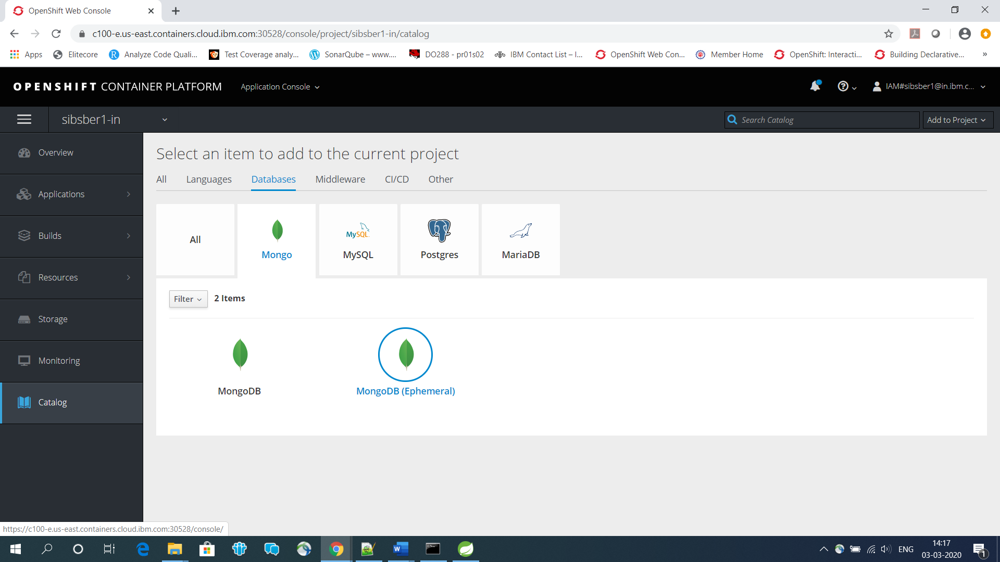 OpenShift Web Console
c100-e.us-east.containers.cloud.ibm.com:30528/console/project/sibsber1-in/catalog
Apps Elitecore Analyze Code Quali... Test Coverage analy... SonarQube – www.... DO288 - pr01s02 IBM Contact List – I... OpenShift Web Con... Member Home OpenShift: Interacti... Building Declarative... »
OPENSHIFT CONTAINER PLATFORM Application Console IAM#sibsber1@in.ibm.c...
sibsber1-in Search Catalog Add to Project
Overview
Applications
Builds
Resources
Storage
Monitoring
Catalog
Select an item to add to the current project
All Languages Databases Middleware CI/CD Other
All
Mongo
MySQL
MySQL
Postgres
MariaDB
Filter 2 Items
MongoDB MongoDB (Ephemeral)
https://c100-e.us-east.containers.cloud.ibm.com:30528/console/
ENG
14:17
03-03-2020
1